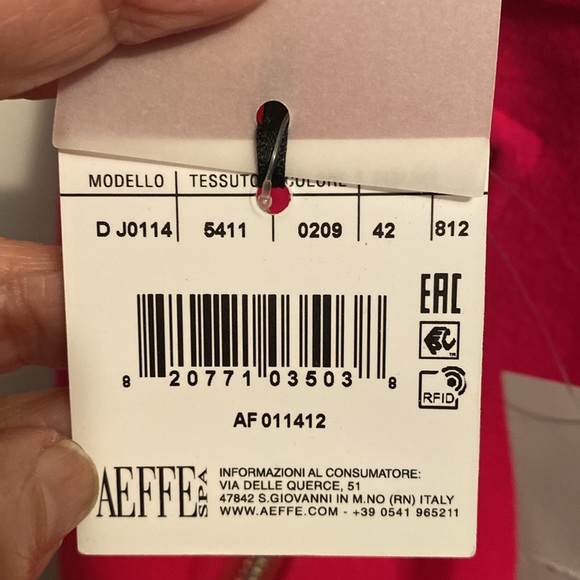 MODELLO TESSUTO COLORE
D J0114 5411 0209 42 812
EAC
RFID
8 20771 03503 8
AF 011412
AEFFE SPA
INFORMAZIONI AL CONSUMATORE:
VIA DELLE QUERCE, 51
47842 S.GIOVANNI IN M.NO (RN) ITALY
WWW.AEFFE.COM - +39 0541 965211